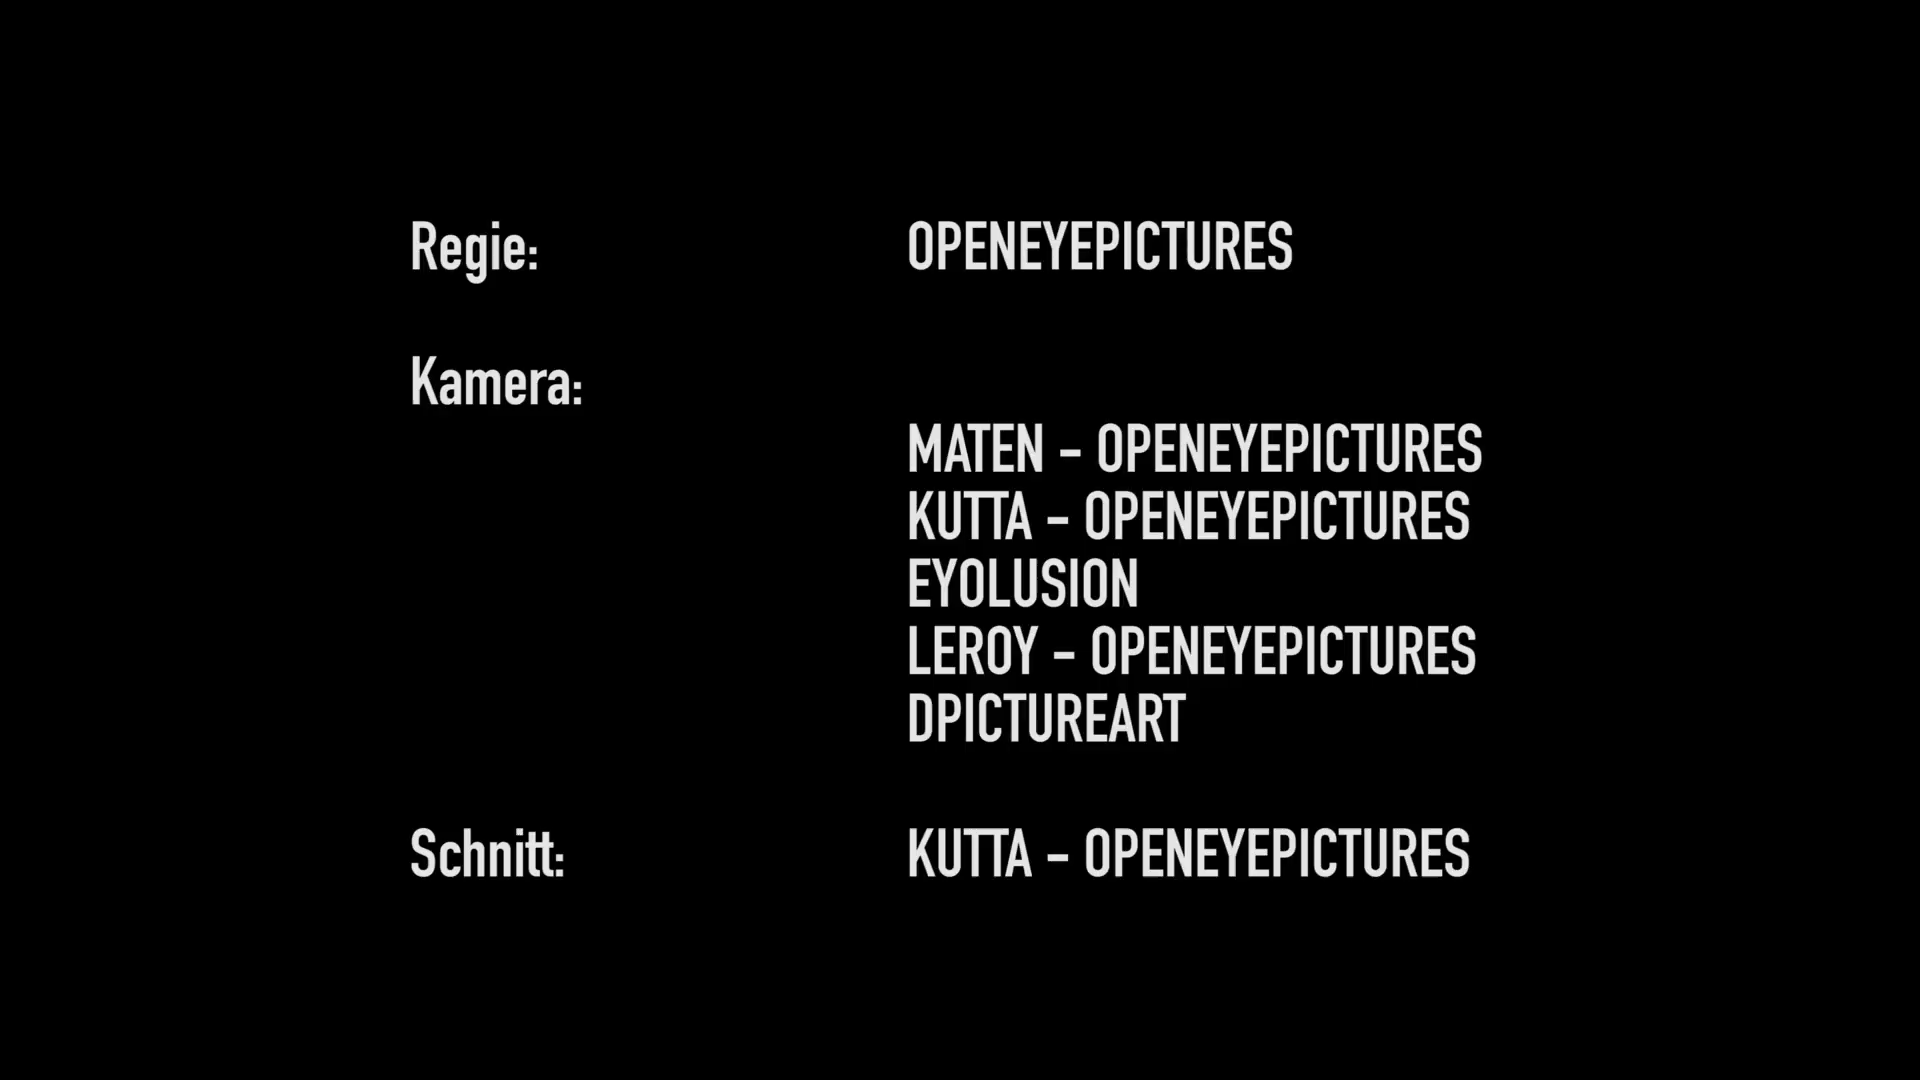 Regie: OPENEYEPICTURES
Kamera:
MATEN - OPENEYEPICTURES
KUTTA - OPENEYEPICTURES
EYOLUSION
LEROY - OPENEYEPICTURES
DPICTUREART
Schnitt: KUTTA - OPENEYEPICTURES